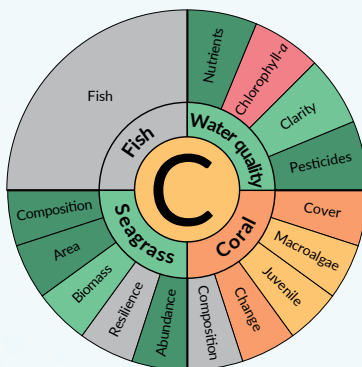 Fish
Fish
Nutrients
Chlorophyll-a
Clarity
Pesticides
Water quality
C
Coral
Cover
Macroalgae
Juvenile
Change
Composition
Seagrass
Composition
Area
Biomass
Resilience
Abundance